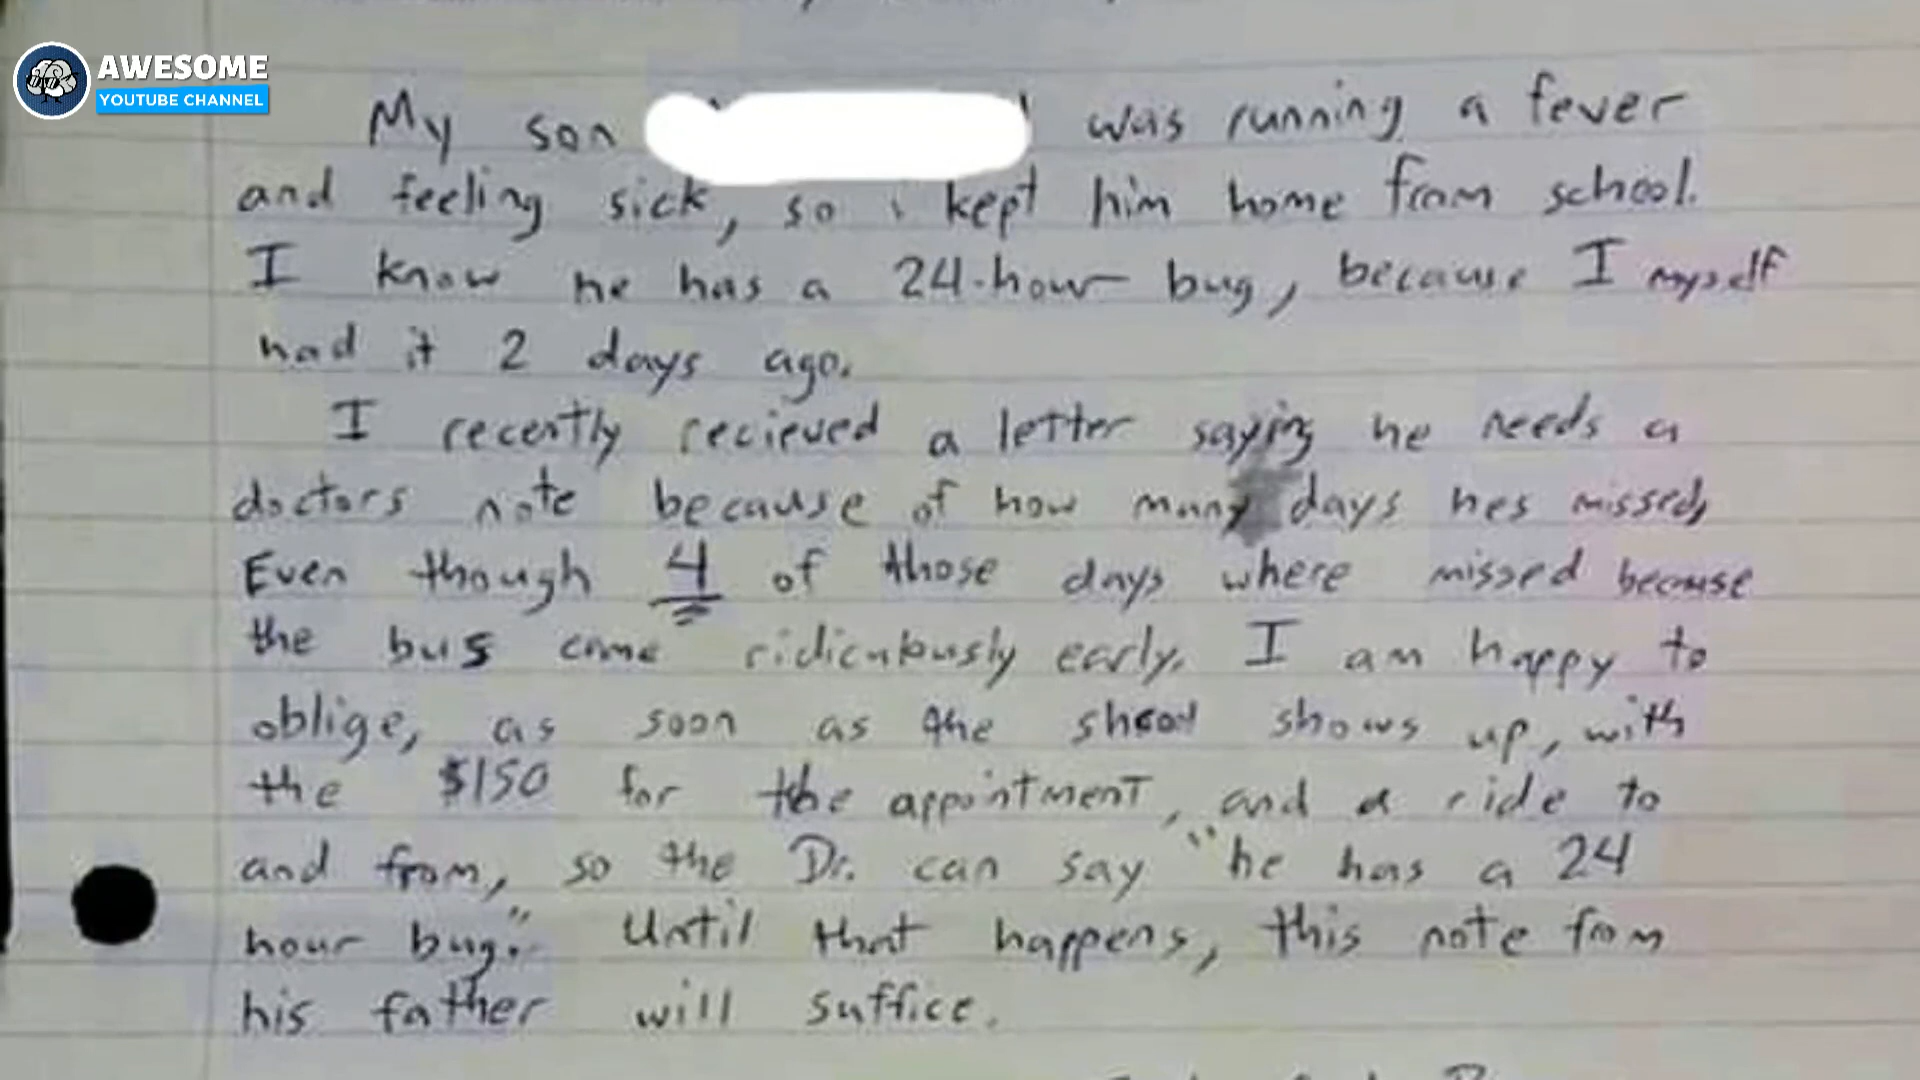 AWESOME
YOUTUBE CHANNEL
My son was running a fever
and feeling sick, so i kept him home from school.
I know he has a 24-hour bug, because I myself
had it 2 days ago.
I recently recieved a letter saying he needs a
doctors note because of how many days hes missed,
Even though 4 of those days where missed because
the bus came ridiculously early. I am happy to
oblige, as soon as the shows up, with
the $150 for the appointment, and a ride to
and from, so the Dr. can say "he has a 24
hour bug." Until that happens, this note from
his father will suffice.